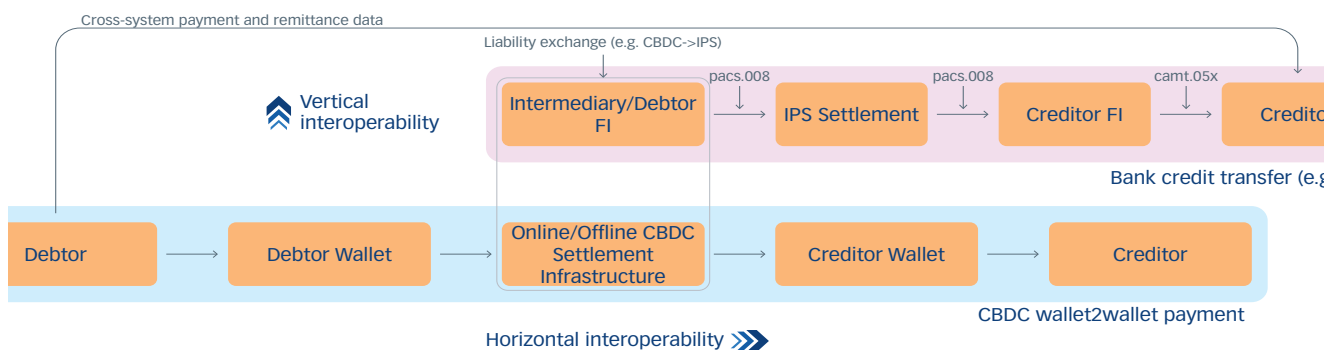 Cross-system payment and remittance data
Liability exchange (e.g. CBDC->IPS)
pacs.008
pacs.008
camt.05x
Vertical
interoperability
Intermediary/Debtor
FI
IPS Settlement
Creditor FI
Credito
Bank credit transfer (e.g
Debtor
Debtor Wallet
Online/Offline CBDC
Settlement
Infrastructure
Creditor Wallet
Creditor
CBDC wallet2wallet payment
Horizontal interoperability